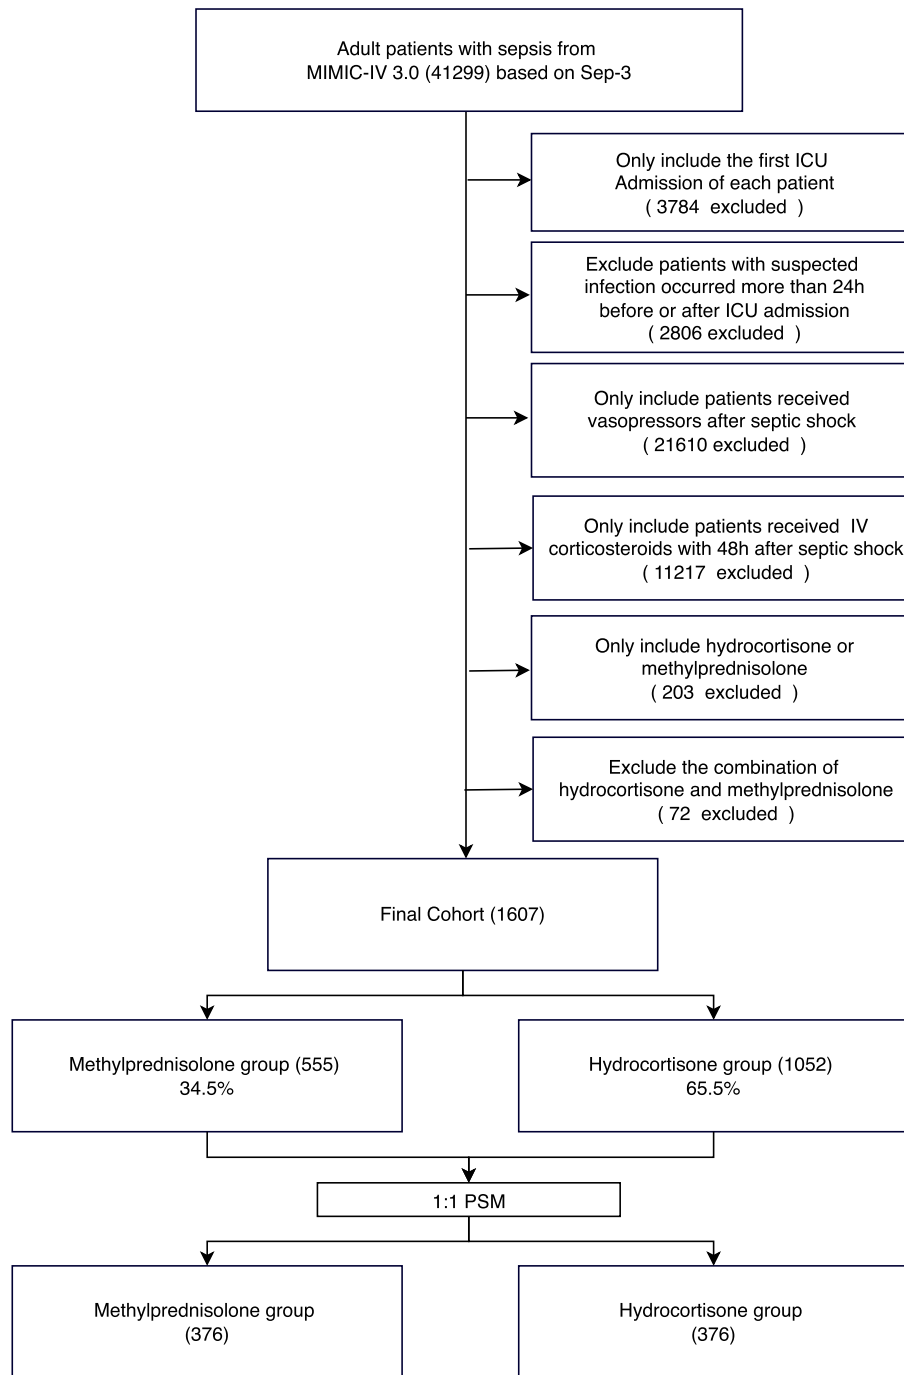 Adult patients with sepsis from
MIMIC-IV 3.0 (41299) based on Sep-3
Only include the first ICU
Admission of each patient
( 3784 excluded )
Exclude patients with suspected
infection occurred more than 24h
before or after ICU admission
( 2806 excluded )
Only include patients received
vasopressors after septic shock
( 21610 excluded )
Only include patients received IV
corticosteroids with 48h after septic shock
( 11217 excluded )
Only include hydrocortisone or
methylprednisolone
( 203 excluded )
Exclude the combination of
hydrocortisone and methylprednisolone
( 72 excluded )
Final Cohort (1607)
Methylprednisolone group (555)
34.5%
Hydrocortisone group (1052)
65.5%
1:1 PSM
Methylprednisolone group
(376)
Hydrocortisone group
(376)